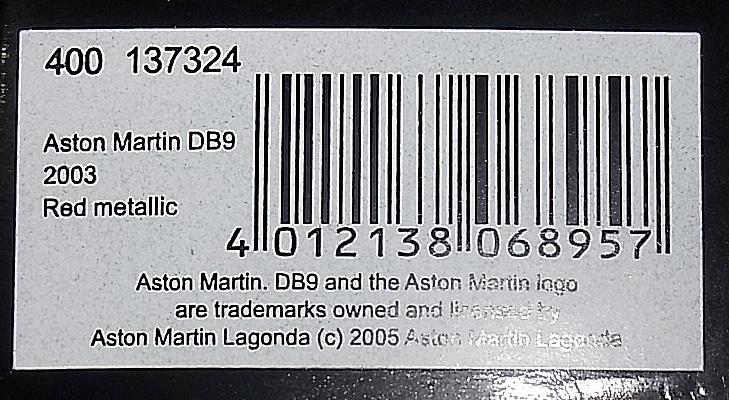 400 137324
Aston Martin DB9
2003
Red metallic
4 012138 068957
Aston Martin. DB9 and the Aston Martin logo
are trademarks owned and licensed by
Aston Martin Lagonda (c) 2005 Aston Martin Lagonda